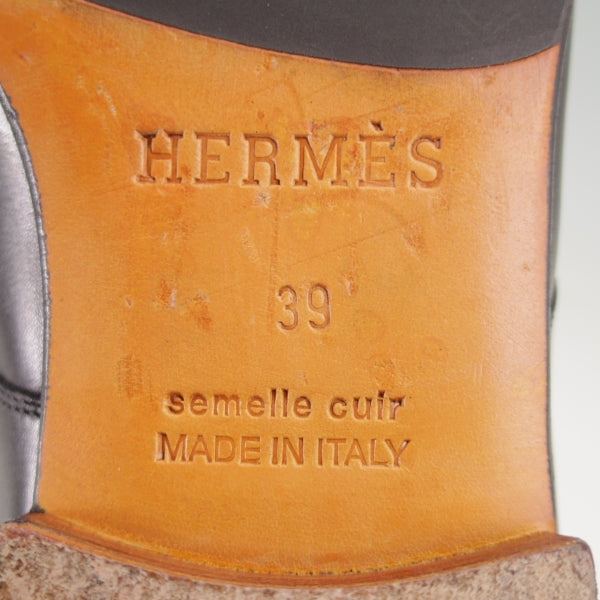 HERMÈS
39
semelle cuir
MADE IN ITALY